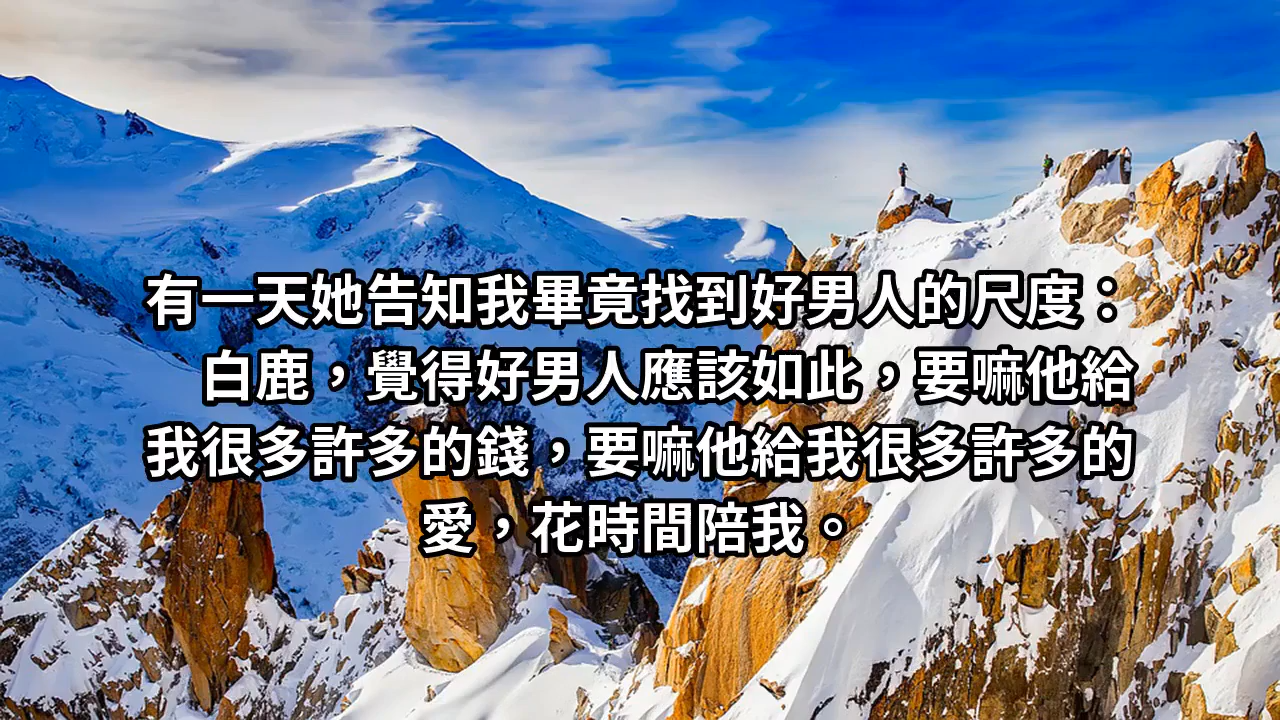 有一天她告知我畢竟找到好男人的尺度：
白鹿，覺得好男人應該如此，要嘛他給
我很多許多的錢，要嘛他給我很多許多的
愛，花時間陪我。